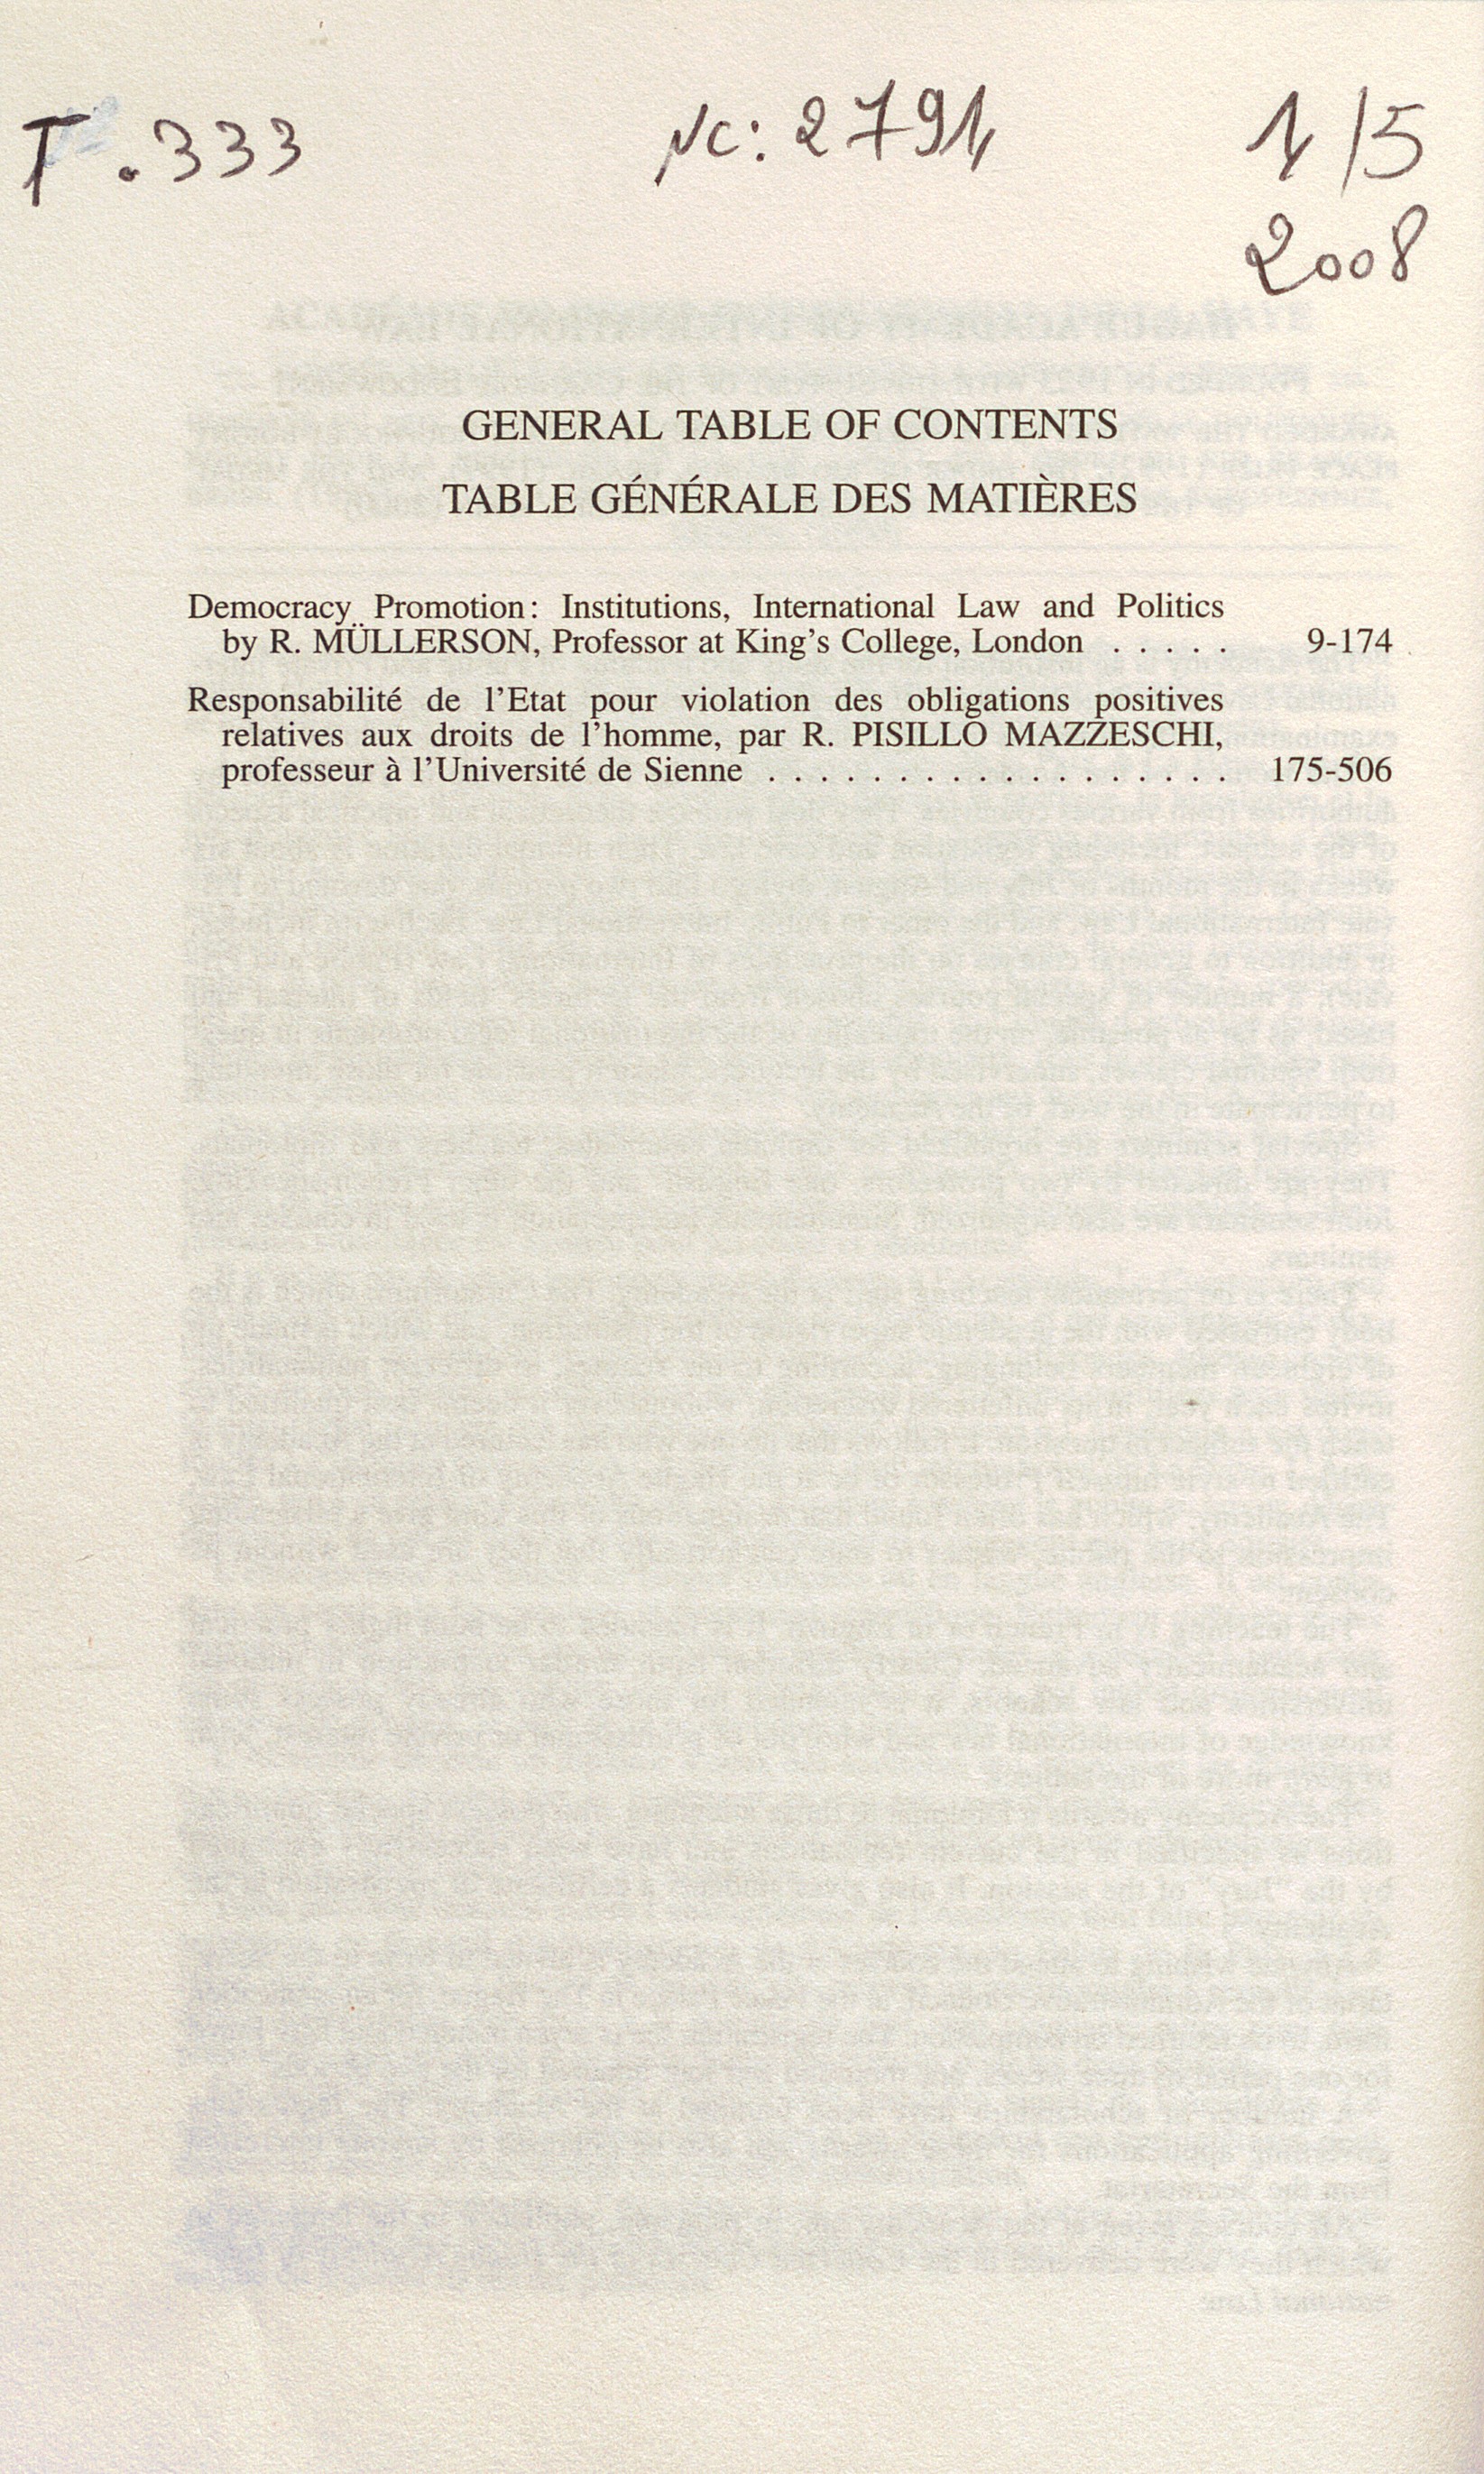 T.333
NC: 2791
1/5
2008
GENERAL TABLE OF CONTENTS
TABLE GÉNÉRALE DES MATIÈRES
Democracy Promotion: Institutions, International Law and Politics
by R. MÜLLERSON, Professor at King's College, London . . . . . 9-174
Responsabilité de l'Etat pour violation des obligations positives
relatives aux droits de l'homme, par R. PISILLO MAZZESCHI,
professeur à l'Université de Sienne . . . . . . . . . . . . . . . . . . 175-506